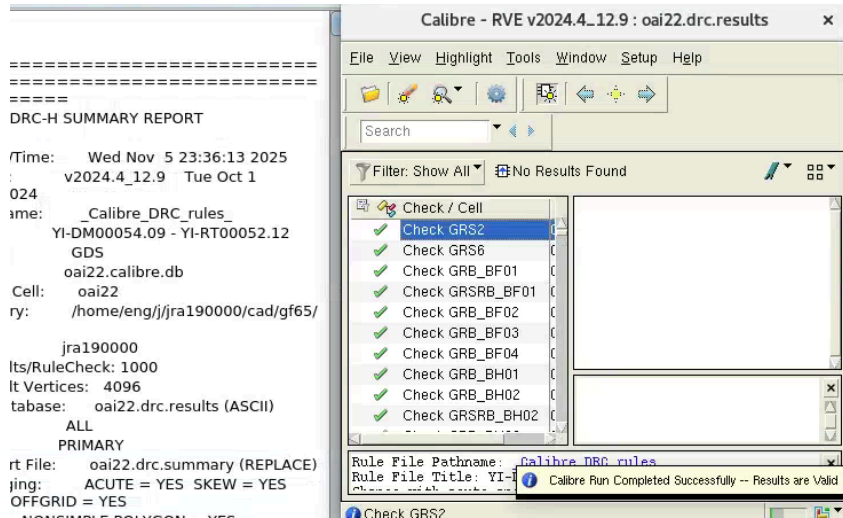 =========================
=========================
=====
DRC-H SUMMARY REPORT
/Time: Wed Nov 5 23:36:13 2025
: v2024.4_12.9 Tue Oct 1
024
ame: _Calibre_DRC_rules_
YI-DM00054.09 - YI-RT00052.12
GDS
oai22.calibre.db
Cell: oai22
ry: /home/eng/j/jra190000/cad/gf65/
jra190000
lts/RuleCheck: 1000
lt Vertices: 4096
tabase: oai22.drc.results (ASCII)
ALL
PRIMARY
rt File: oai22.drc.summary (REPLACE)
jing: ACUTE = YES SKEW = YES
OFFGRID = YES
NONSIMPLE POLYGON = YES
Calibre - RVE v2024.4_12.9 : oai22.drc.results
File View Highlight Tools Window Setup Help
Search
Filter: Show All No Results Found
Check / Cell
Check GRS2
Check GRS6
Check GRB_BF01
Check GRSRB_BF01
Check GRB_BF02
Check GRB_BF03
Check GRB_BF04
Check GRB_BH01
Check GRB_BH02
Check GRSRB_BH02
Rule File Pathname: _Calibre_DRC_rules_
Rule File Title: YI-
Calibre Run Completed Successfully -- Results are Valid
Check GRS2